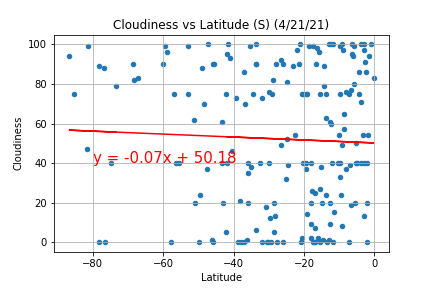 Cloudiness vs Latitude (S) (4/21/21)
100
80
60
40
20
0
Cloudiness
y = -0.07x + 50.18
−80
−60
−40
−20
0
Latitude